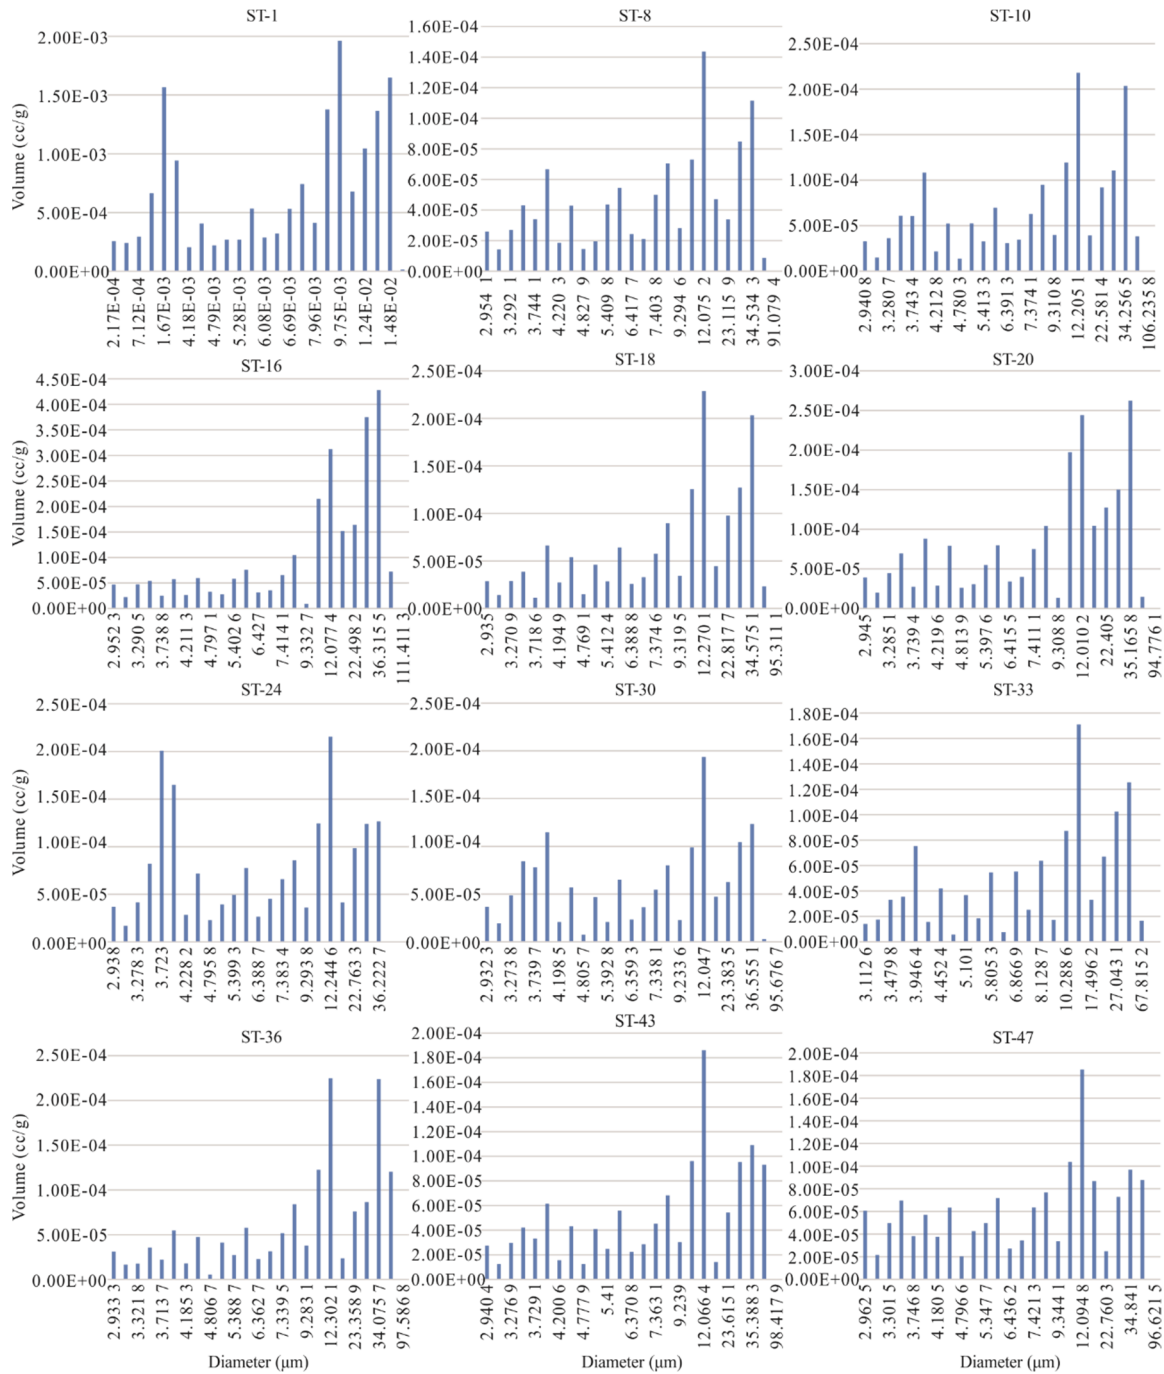 ST-1
ST-8
ST-10
Volume (cc/g)
2.00E-03
1.50E-03
1.00E-03
5.00E-04
0.00E+00
2.17E-04
7.12E-04
1.67E-03
4.18E-03
4.79E-03
5.28E-03
6.08E-03
6.69E-03
7.96E-03
9.75E-03
1.24E-02
1.48E-02
1.60E-04
1.40E-04
1.20E-04
1.00E-04
8.00E-05
6.00E-05
4.00E-05
2.00E-05
0.00E+00
2.954 1
3.292 1
3.744 1
4.220 3
4.827 9
5.409 8
6.417 7
7.403 8
9.294 6
12.075 2
23.115 9
34.534 3
91.079 4
2.50E-04
2.00E-04
1.50E-04
1.00E-04
5.00E-05
0.00E+00
2.940 8
3.280 7
3.743 4
4.212 8
4.780 3
5.413 3
6.391 3
7.374 1
9.310 8
12.205 1
22.581 4
34.256 5
106.235 8
ST-16
ST-18
ST-20
Volume (cc/g)
4.50E-04
4.00E-04
3.50E-04
3.00E-04
2.50E-04
2.00E-04
1.50E-04
1.00E-04
5.00E-05
0.00E+00
2.952 3
3.290 5
3.738 8
4.211 3
4.797 1
5.402 6
6.427
7.414 1
9.332 7
12.077 4
22.498 2
36.315 5
111.411 3
2.50E-04
2.00E-04
1.50E-04
1.00E-04
5.00E-05
0.00E+00
2.935
3.270 9
3.718 6
4.194 9
4.769 1
5.412 4
6.388 8
7.374 6
9.319 5
12.270 1
22.817 7
34.575 1
95.311 1
3.00E-04
2.50E-04
2.00E-04
1.50E-04
1.00E-04
5.00E-05
0.00E+00
2.945
3.285 1
3.739 4
4.219 6
4.813 9
5.397 6
6.415 5
7.411 1
9.308 8
12.010 2
22.405
35.165 8
94.776 1
ST-24
ST-30
ST-33
Volume (cc/g)
2.50E-04
2.00E-04
1.50E-04
1.00E-04
5.00E-05
0.00E+00
2.938
3.278 3
3.723
4.228 2
4.795 8
5.399 3
6.388 7
7.383 4
9.293 8
12.244 6
22.763 3
36.222 7
2.50E-04
2.00E-04
1.50E-04
1.00E-04
5.00E-05
0.00E+00
2.932 3
3.273 8
3.739 7
4.198 5
4.805 7
5.392 8
6.359 3
7.338 1
9.233 6
12.047
23.383 5
36.555 1
95.676 7
1.80E-04
1.60E-04
1.40E-04
1.20E-04
1.00E-04
8.00E-05
6.00E-05
4.00E-05
2.00E-05
0.00E+00
3.112 6
3.479 8
3.946 4
4.452 4
5.101
5.805 3
6.866 9
8.128 7
10.288 6
17.496 2
27.043 1
67.815 2
ST-36
ST-43
ST-47
Volume (cc/g)
2.50E-04
2.00E-04
1.50E-04
1.00E-04
5.00E-05
0.00E+00
2.933 3
3.321 8
3.713 7
4.185 3
4.806 7
5.388 7
6.362 7
7.339 5
9.283 1
12.302 1
23.358 9
34.075 7
97.586 8
2.00E-04
1.80E-04
1.60E-04
1.40E-04
1.20E-04
1.00E-04
8.00E-05
6.00E-05
4.00E-05
2.00E-05
0.00E+00
2.940 4
3.276 9
3.729 1
4.200 6
4.777 9
5.41
6.370 8
7.363 1
9.239
12.066 4
23.615 1
35.388 3
98.417 9
2.00E-04
1.80E-04
1.60E-04
1.40E-04
1.20E-04
1.00E-04
8.00E-05
6.00E-05
4.00E-05
2.00E-05
0.00E+00
2.962 5
3.301 5
3.746 8
4.180 5
4.796 6
5.347 7
6.436 2
7.421 3
9.344 1
12.094 8
22.760 3
34.841
96.621 5
Diameter (μm)
Diameter (μm)
Diameter (μm)